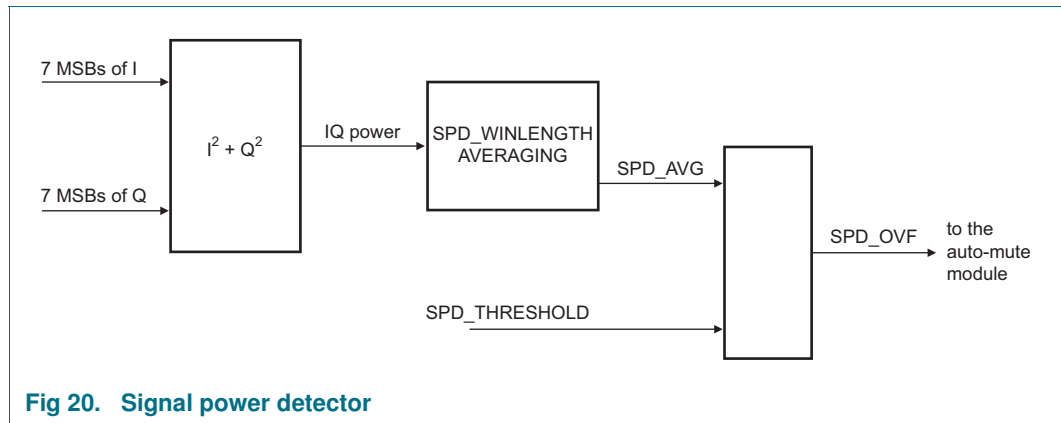 7 MSBs of I
7 MSBs of Q
I² + Q²
IQ power
SPD_WINLENGTH
AVERAGING
SPD_AVG
SPD_THRESHOLD
SPD_OVF
to the
auto-mute
module
Fig 20. Signal power detector